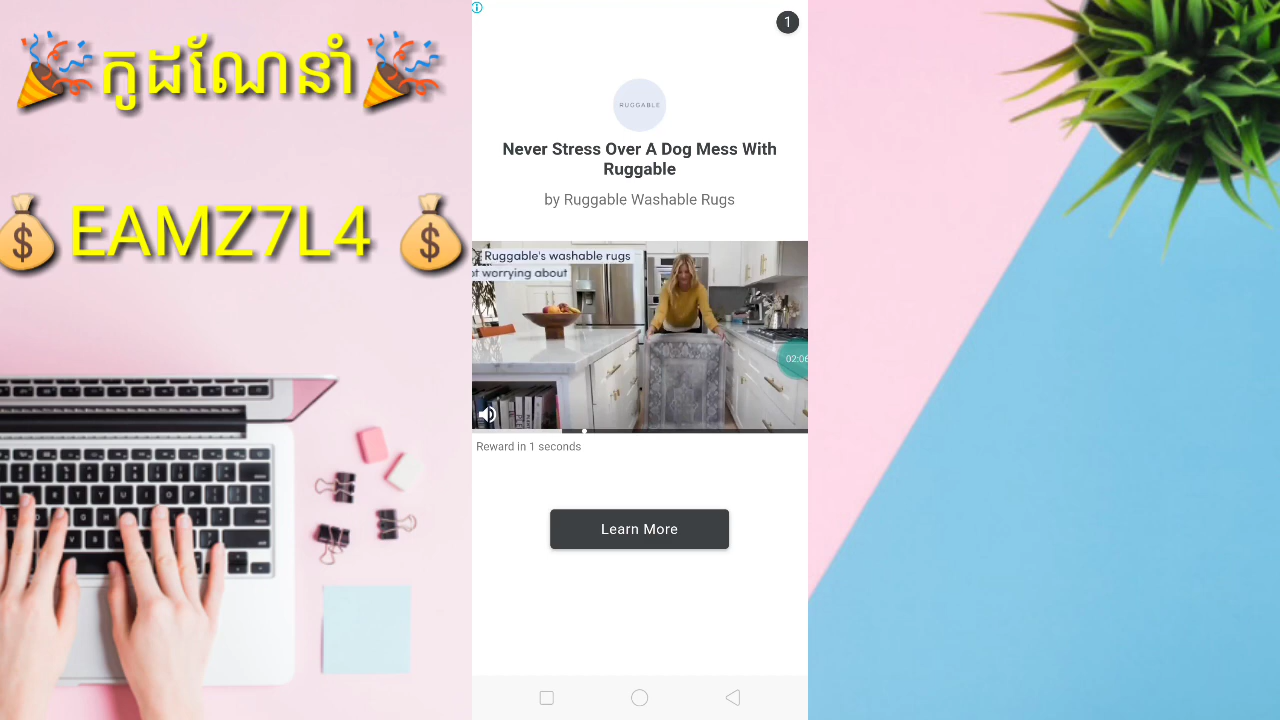 កូដណែនាំ
EAMZ7L4
1
RUGGABLE
Never Stress Over A Dog Mess With
Ruggable
by Ruggable Washable Rugs
Ruggable's washable rugs
ot worrying about
02:06
Reward in 1 seconds
Learn More